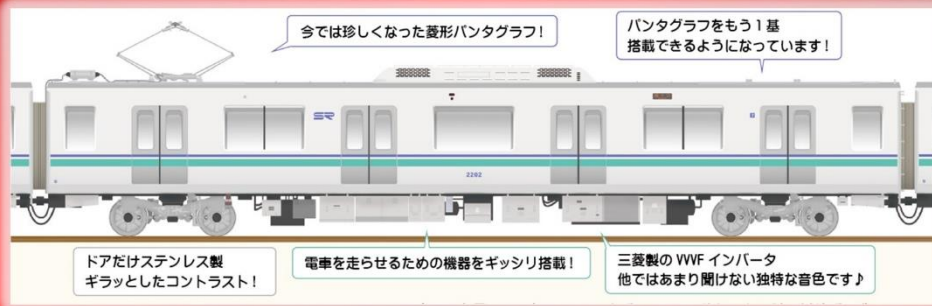 今では珍しくなった菱形パンタグラフ!
パンタグラフをもう1基
搭載できるようになっています!
SR
2202
ドアだけステンレス製
ギラッとしたコントラスト!
電車を走らせるための機器をギッシリ搭載!
三菱製の VVVF インバータ
他ではあまり聞けない独特な音色です♪